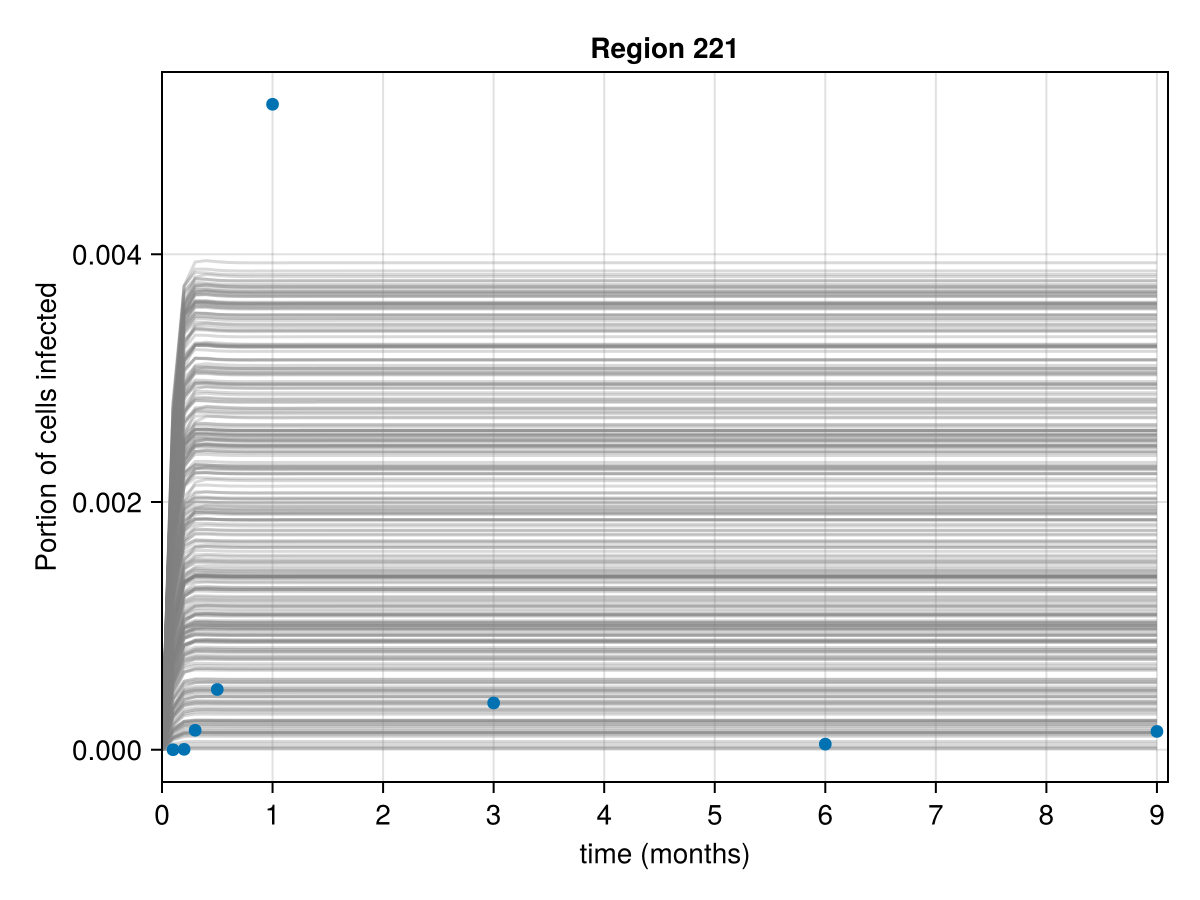 Region 221
0.004
0.002
0.000
Portion of cells infected
0 1 2 3 4 5 6 7 8 9
time (months)